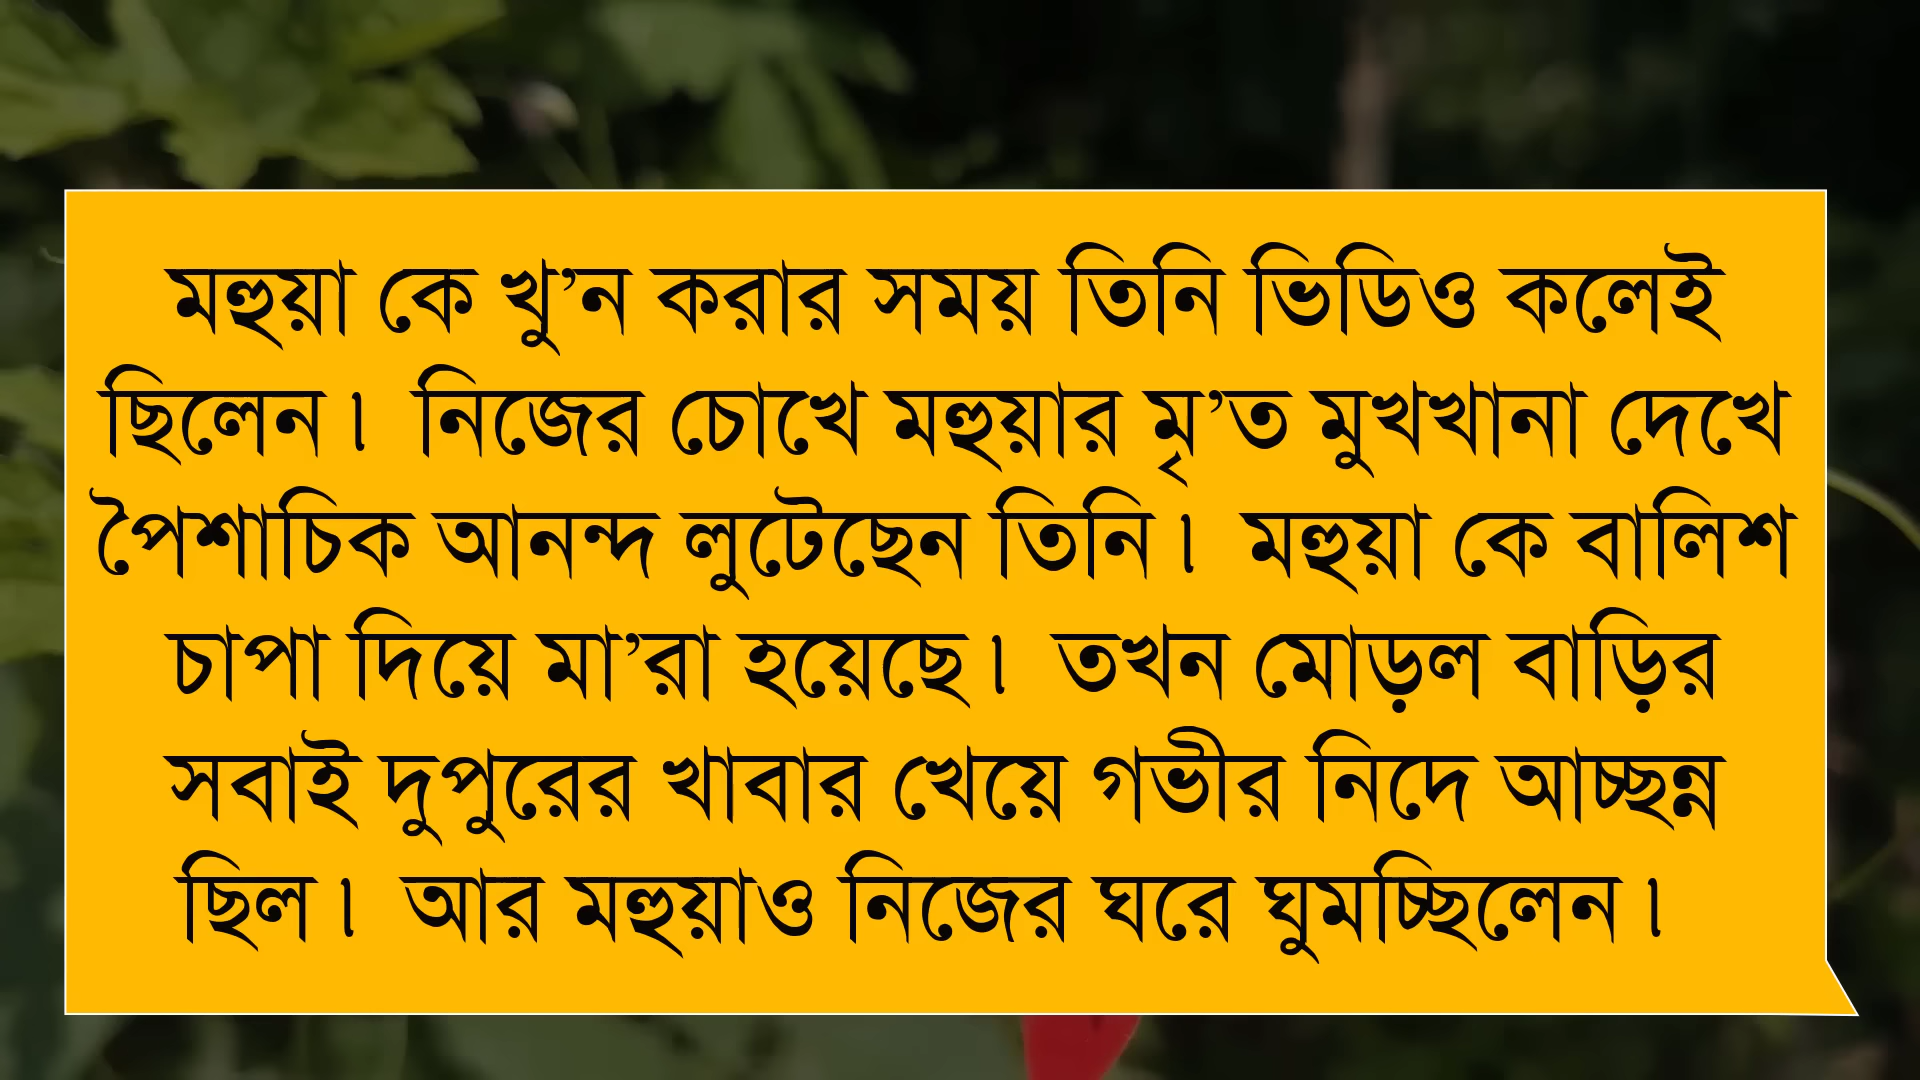 মহুয়া কে খু’ন করার সময় তিনি ভিডিও কলেই
ছিলেন। নিজের চোখে মহুয়ার মৃ’ত মুখখানা দেখে
পৈশাচিক আনন্দ লুটেছেন তিনি। মহুয়া কে বালিশ
চাপা দিয়ে মা’রা হয়েছে। তখন মোড়ল বাড়ির
সবাই দুপুরের খাবার খেয়ে গভীর নিদে আচ্ছন্ন
ছিল। আর মহুয়াও নিজের ঘরে ঘুমচ্ছিলেন।